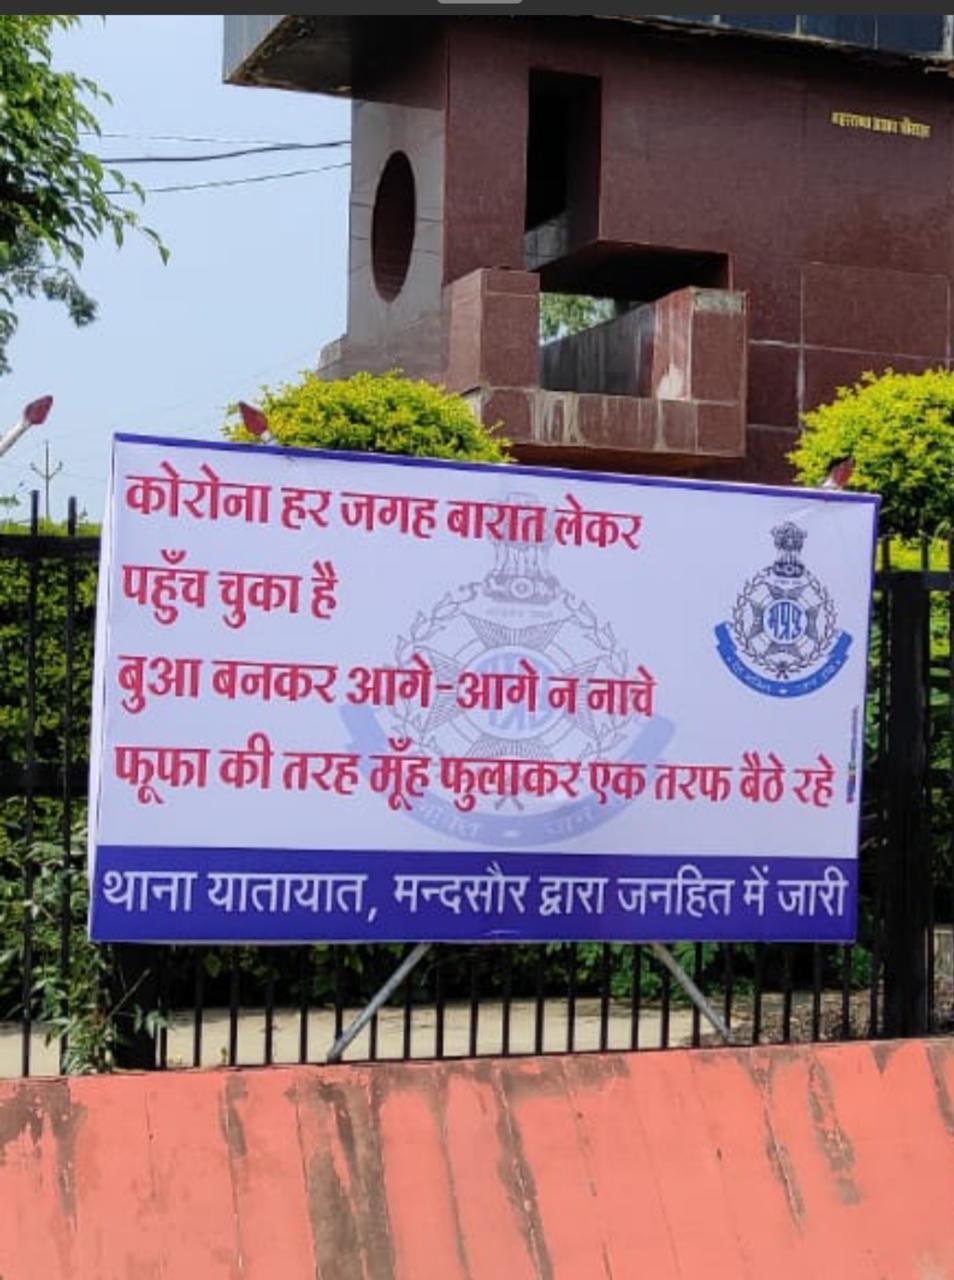 कोरोना हर जगह बारात लेकर
पहुँच चुका है
बुआ बनकर आगे-आगे न नाचे
फूफा की तरह मूँह फुलाकर एक तरफ बैठे रहे
थाना यातायात, मन्दसौर द्वारा जनहित में जारी